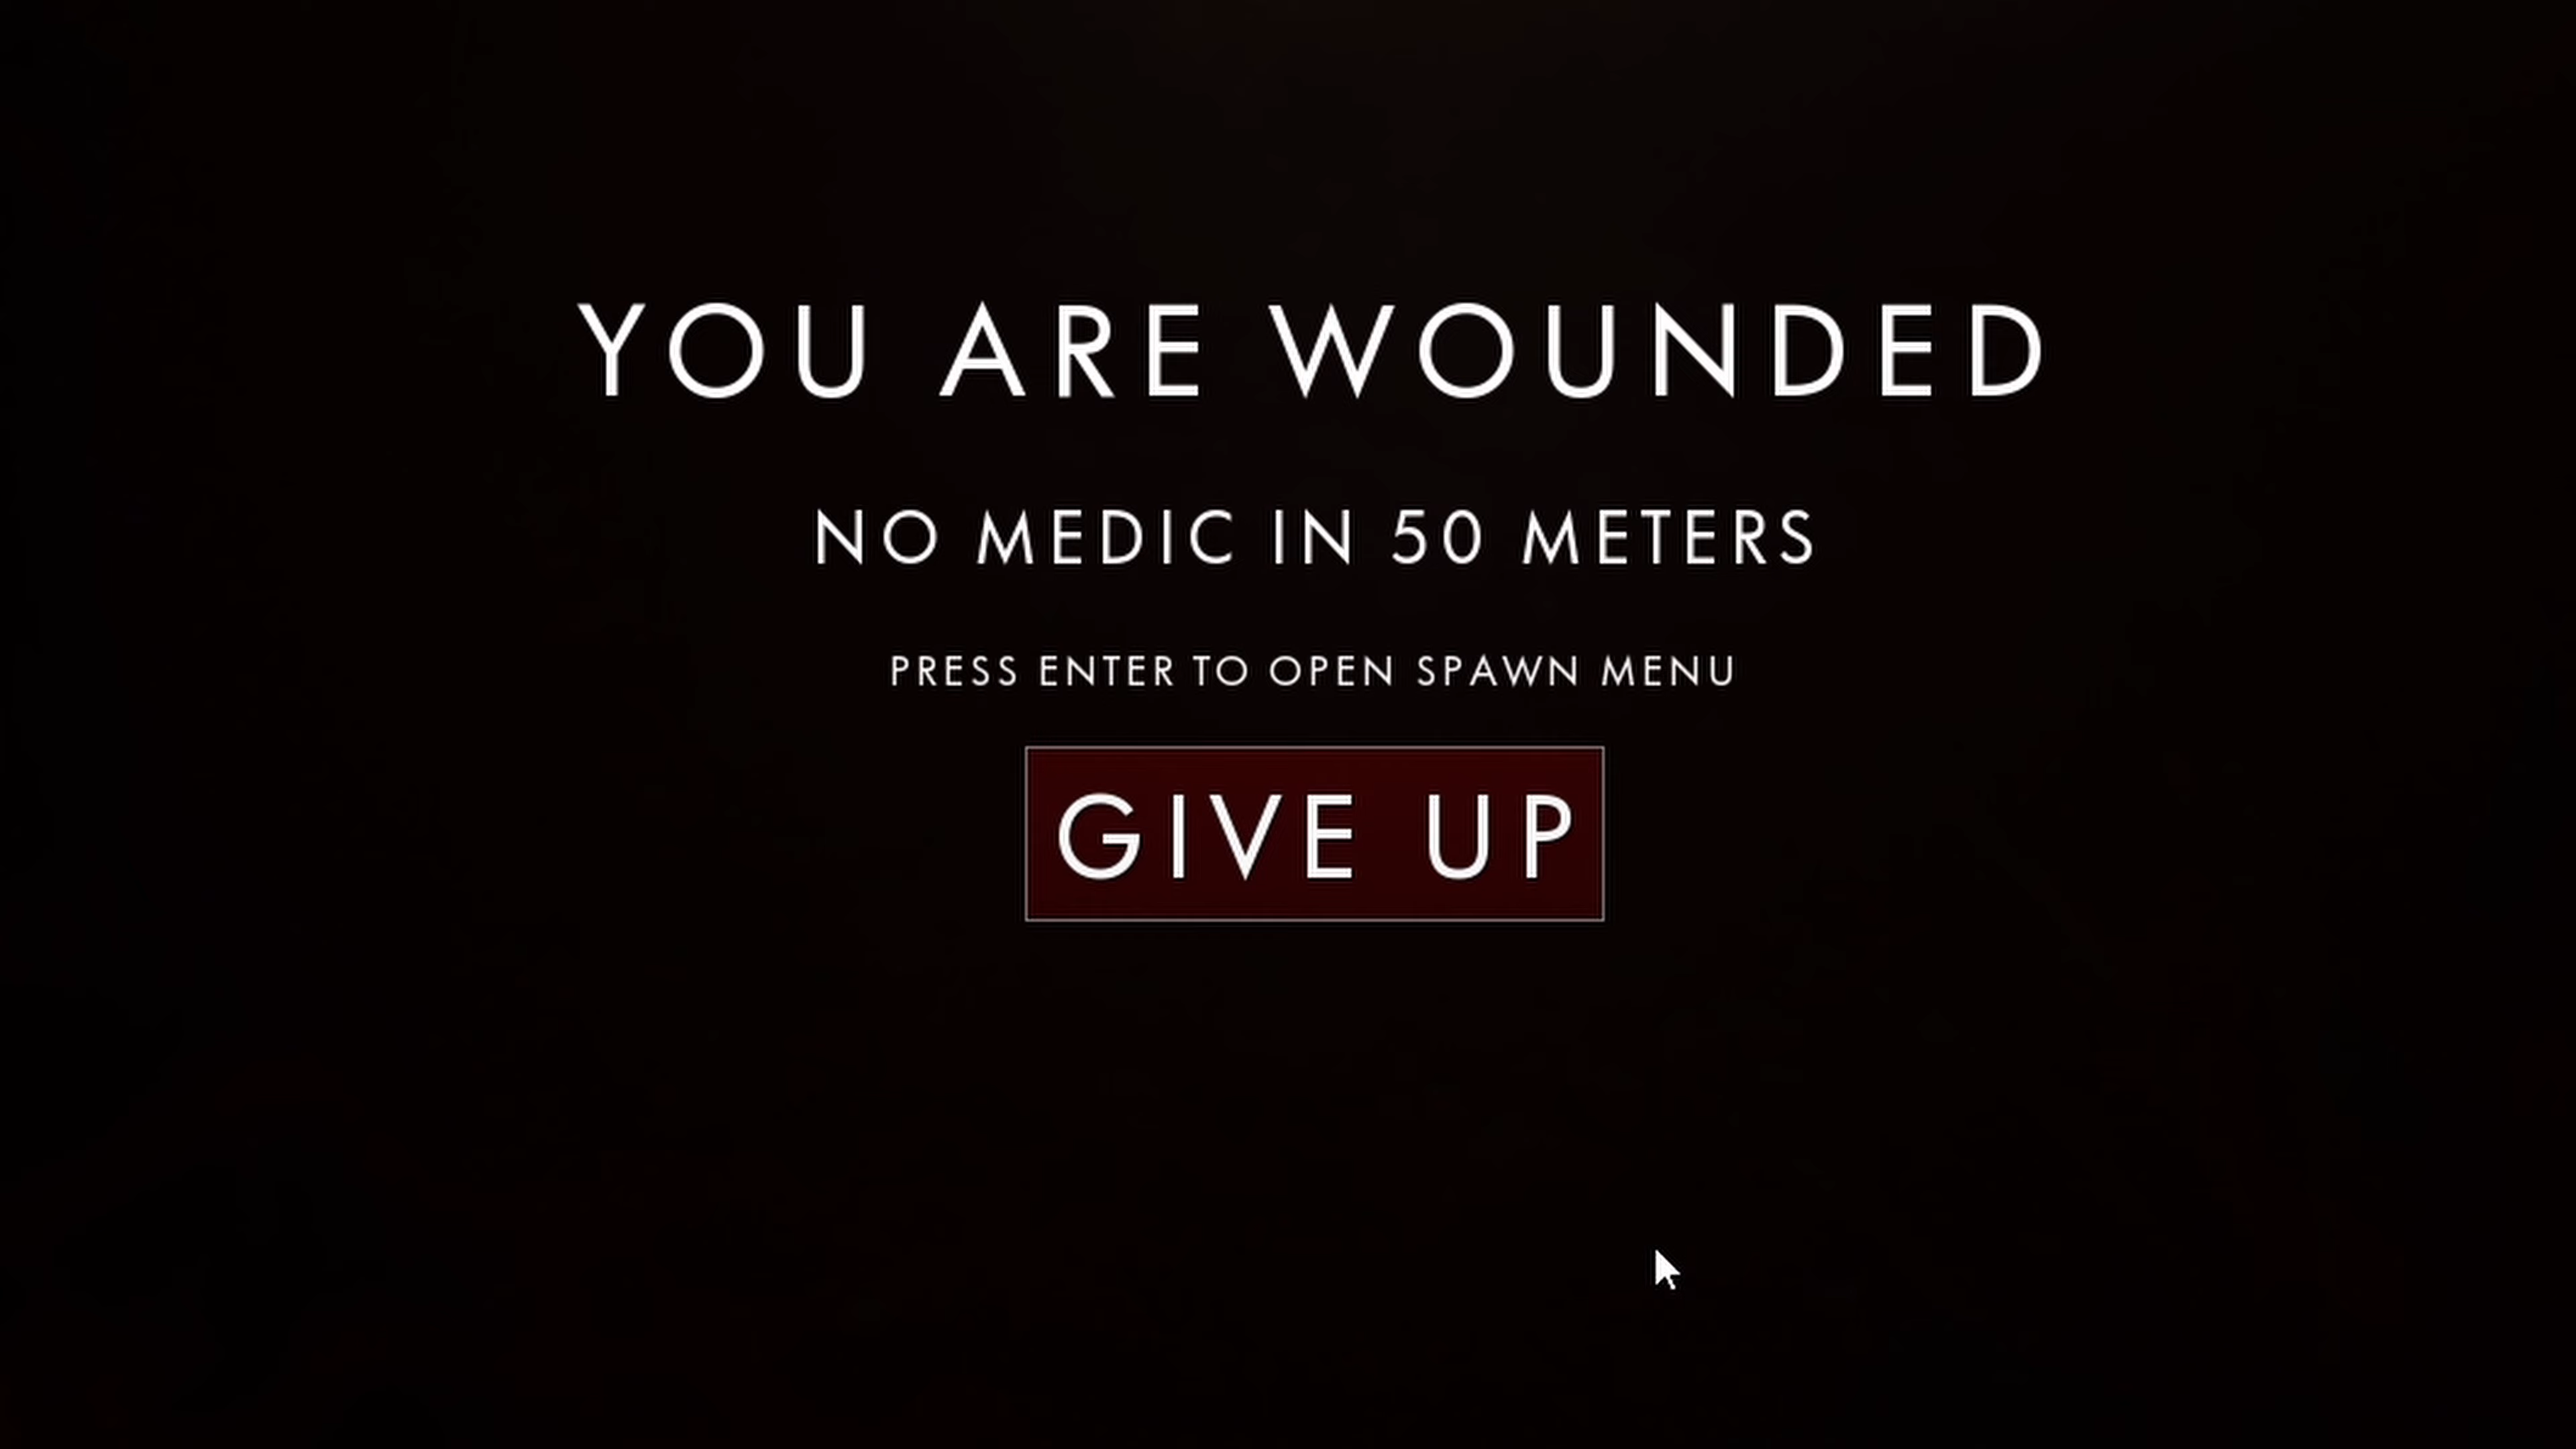 YOU ARE WOUNDED
NO MEDIC IN 50 METERS
PRESS ENTER TO OPEN SPAWN MENU
GIVE UP